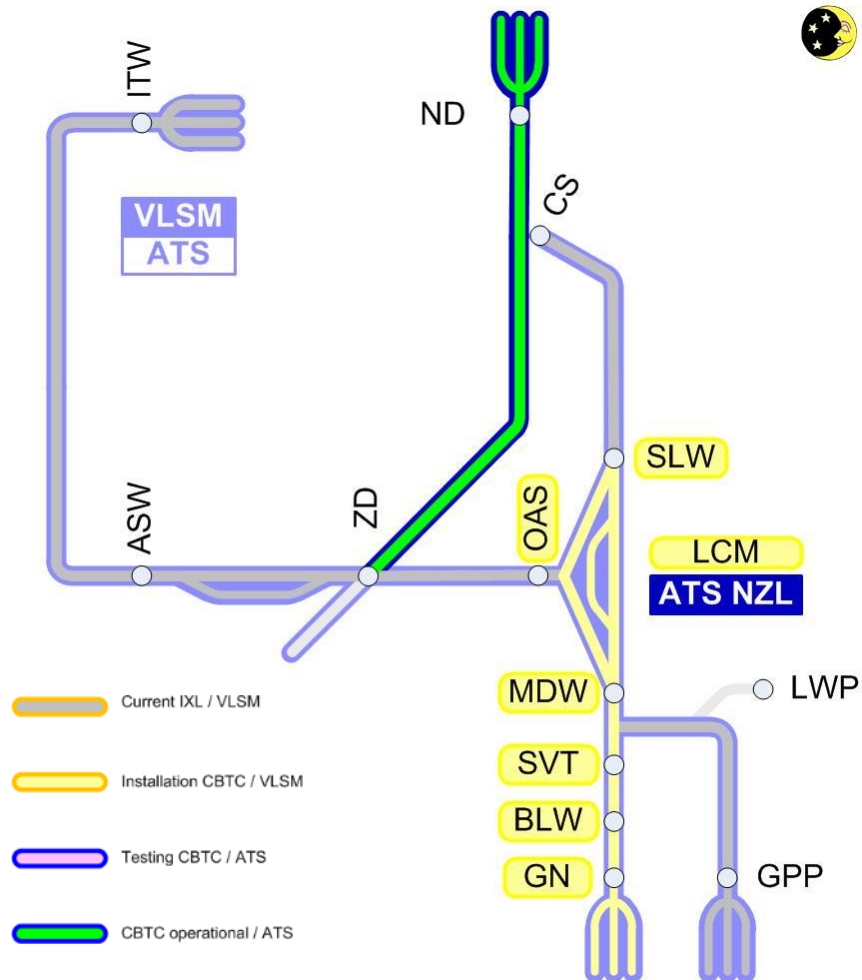 ITW
ND
CS
VLSM
ATS
SLW
OAS
ZD
ASW
LCM
ATS NZL
MDW
LWP
Current IXL / VLSM
SVT
Installation CBTC / VLSM
BLW
Testing CBTC / ATS
GN
GPP
CBTC operational / ATS